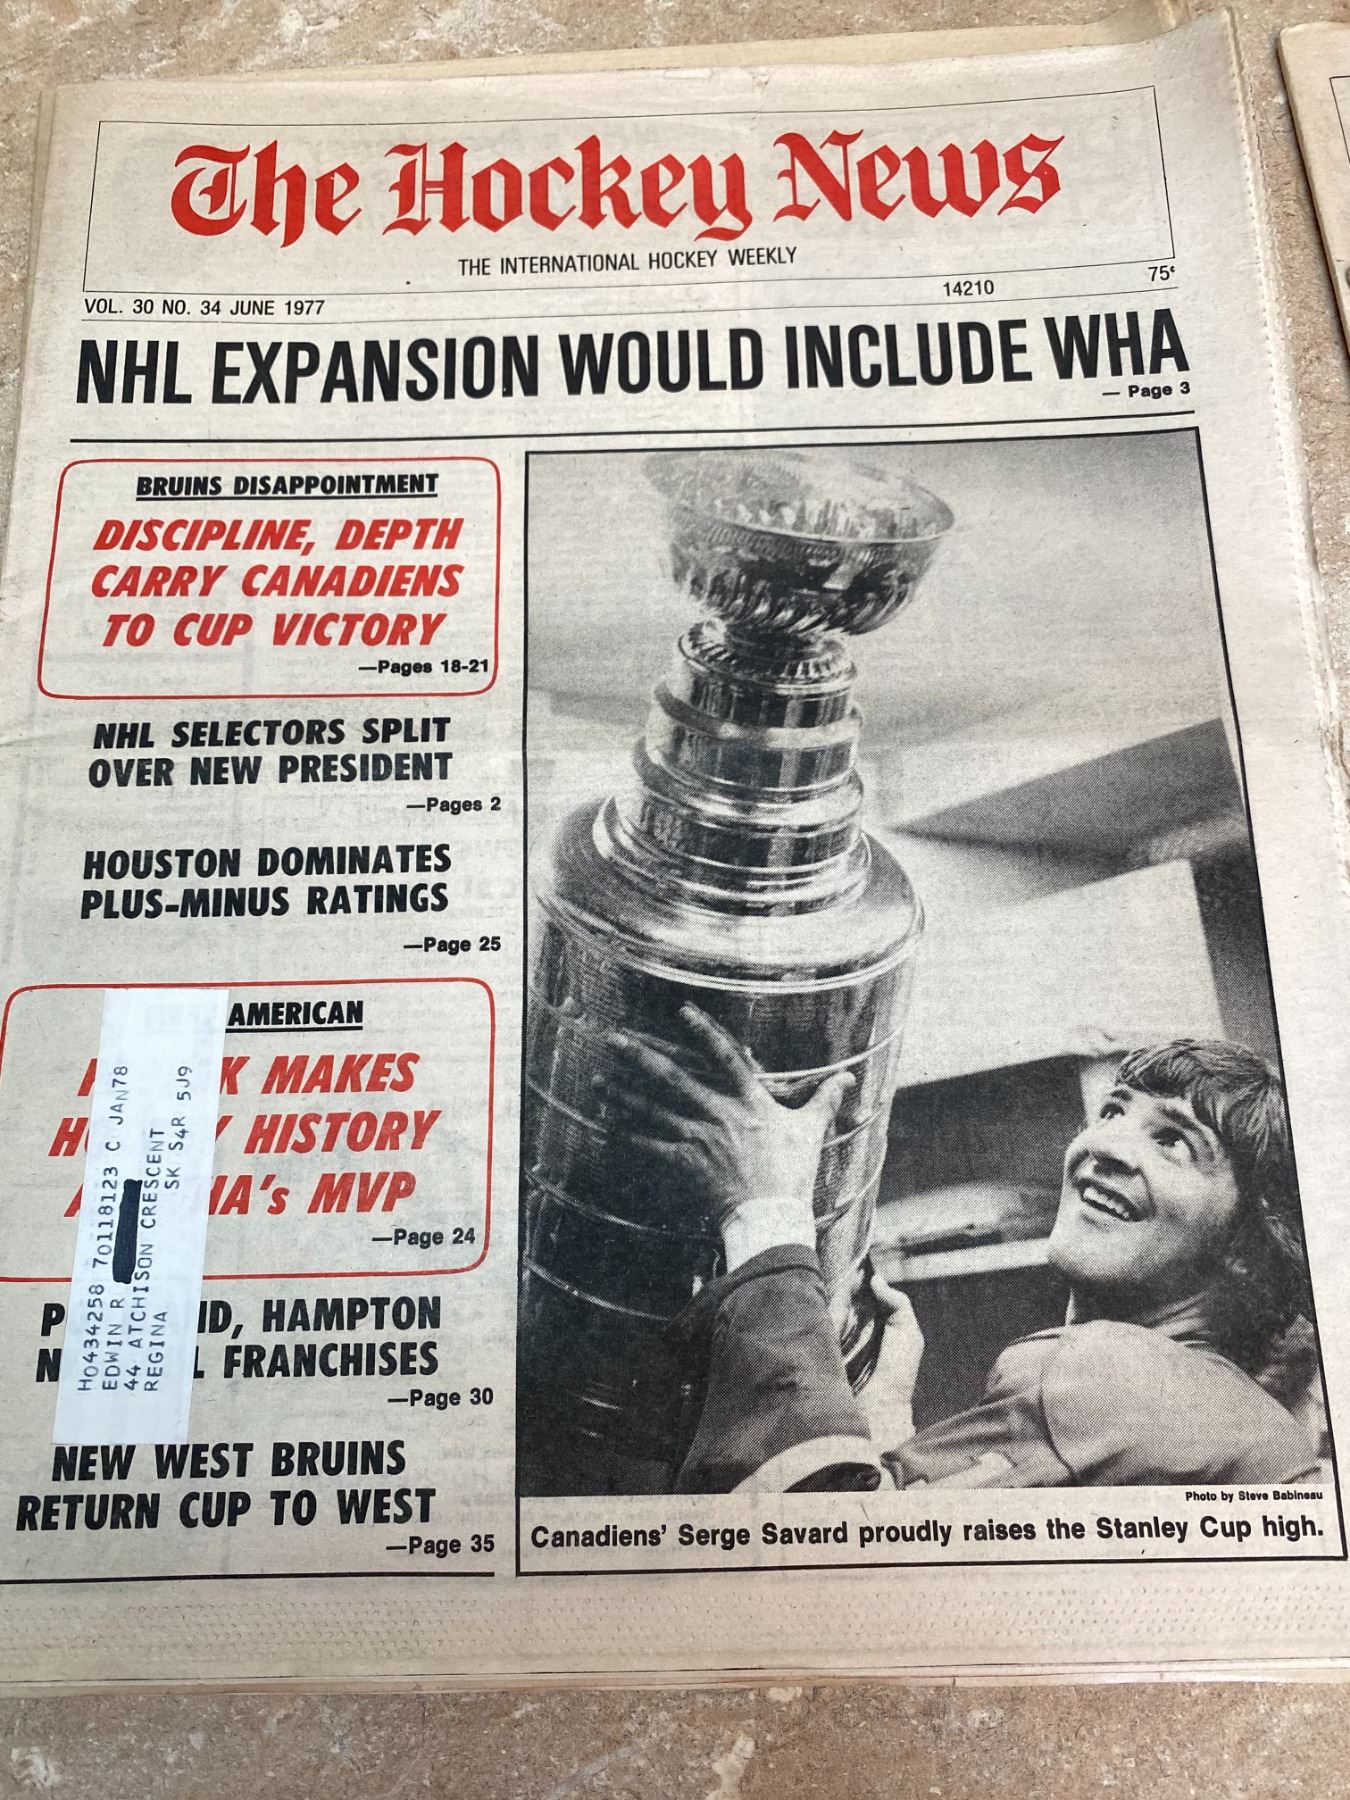 The Hockey News
THE INTERNATIONAL HOCKEY WEEKLY
75¢
14210
VOL. 30 NO. 34 JUNE 1977
NHL EXPANSION WOULD INCLUDE WHA
— Page 3
BRUINS DISAPPOINTMENT
DISCIPLINE, DEPTH
CARRY CANADIENS
TO CUP VICTORY
—Pages 18-21
NHL SELECTORS SPLIT
OVER NEW PRESIDENT
—Pages 2
HOUSTON DOMINATES
PLUS-MINUS RATINGS
—Page 25
AMERICAN
K MAKES
HISTORY
's MVP
—Page 24
HAMPTON
FRANCHISES
—Page 30
NEW WEST BRUINS
RETURN CUP TO WEST
—Page 35
H0434258 70118123 C JAN78
EDWIN R
44 ATCHISON CRESCENT
REGINA SK S4R 5J9
Photo by Steve Babineau
Canadiens' Serge Savard proudly raises the Stanley Cup high.